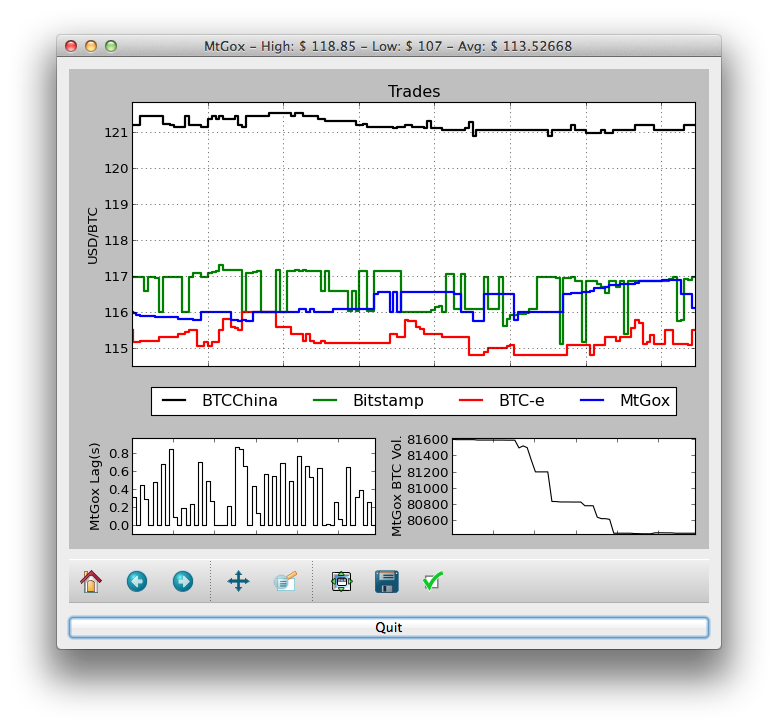 MtGox – High: $ 118.85 – Low: $ 107 – Avg: $ 113.52668
Trades
USD/BTC
121
120
119
118
117
116
115
BTCChina Bitstamp BTC-e MtGox
MtGox Lag(s)
0.8
0.6
0.4
0.2
0.0
MtGox BTC Vol.
81600
81400
81200
81000
80800
80600
Quit